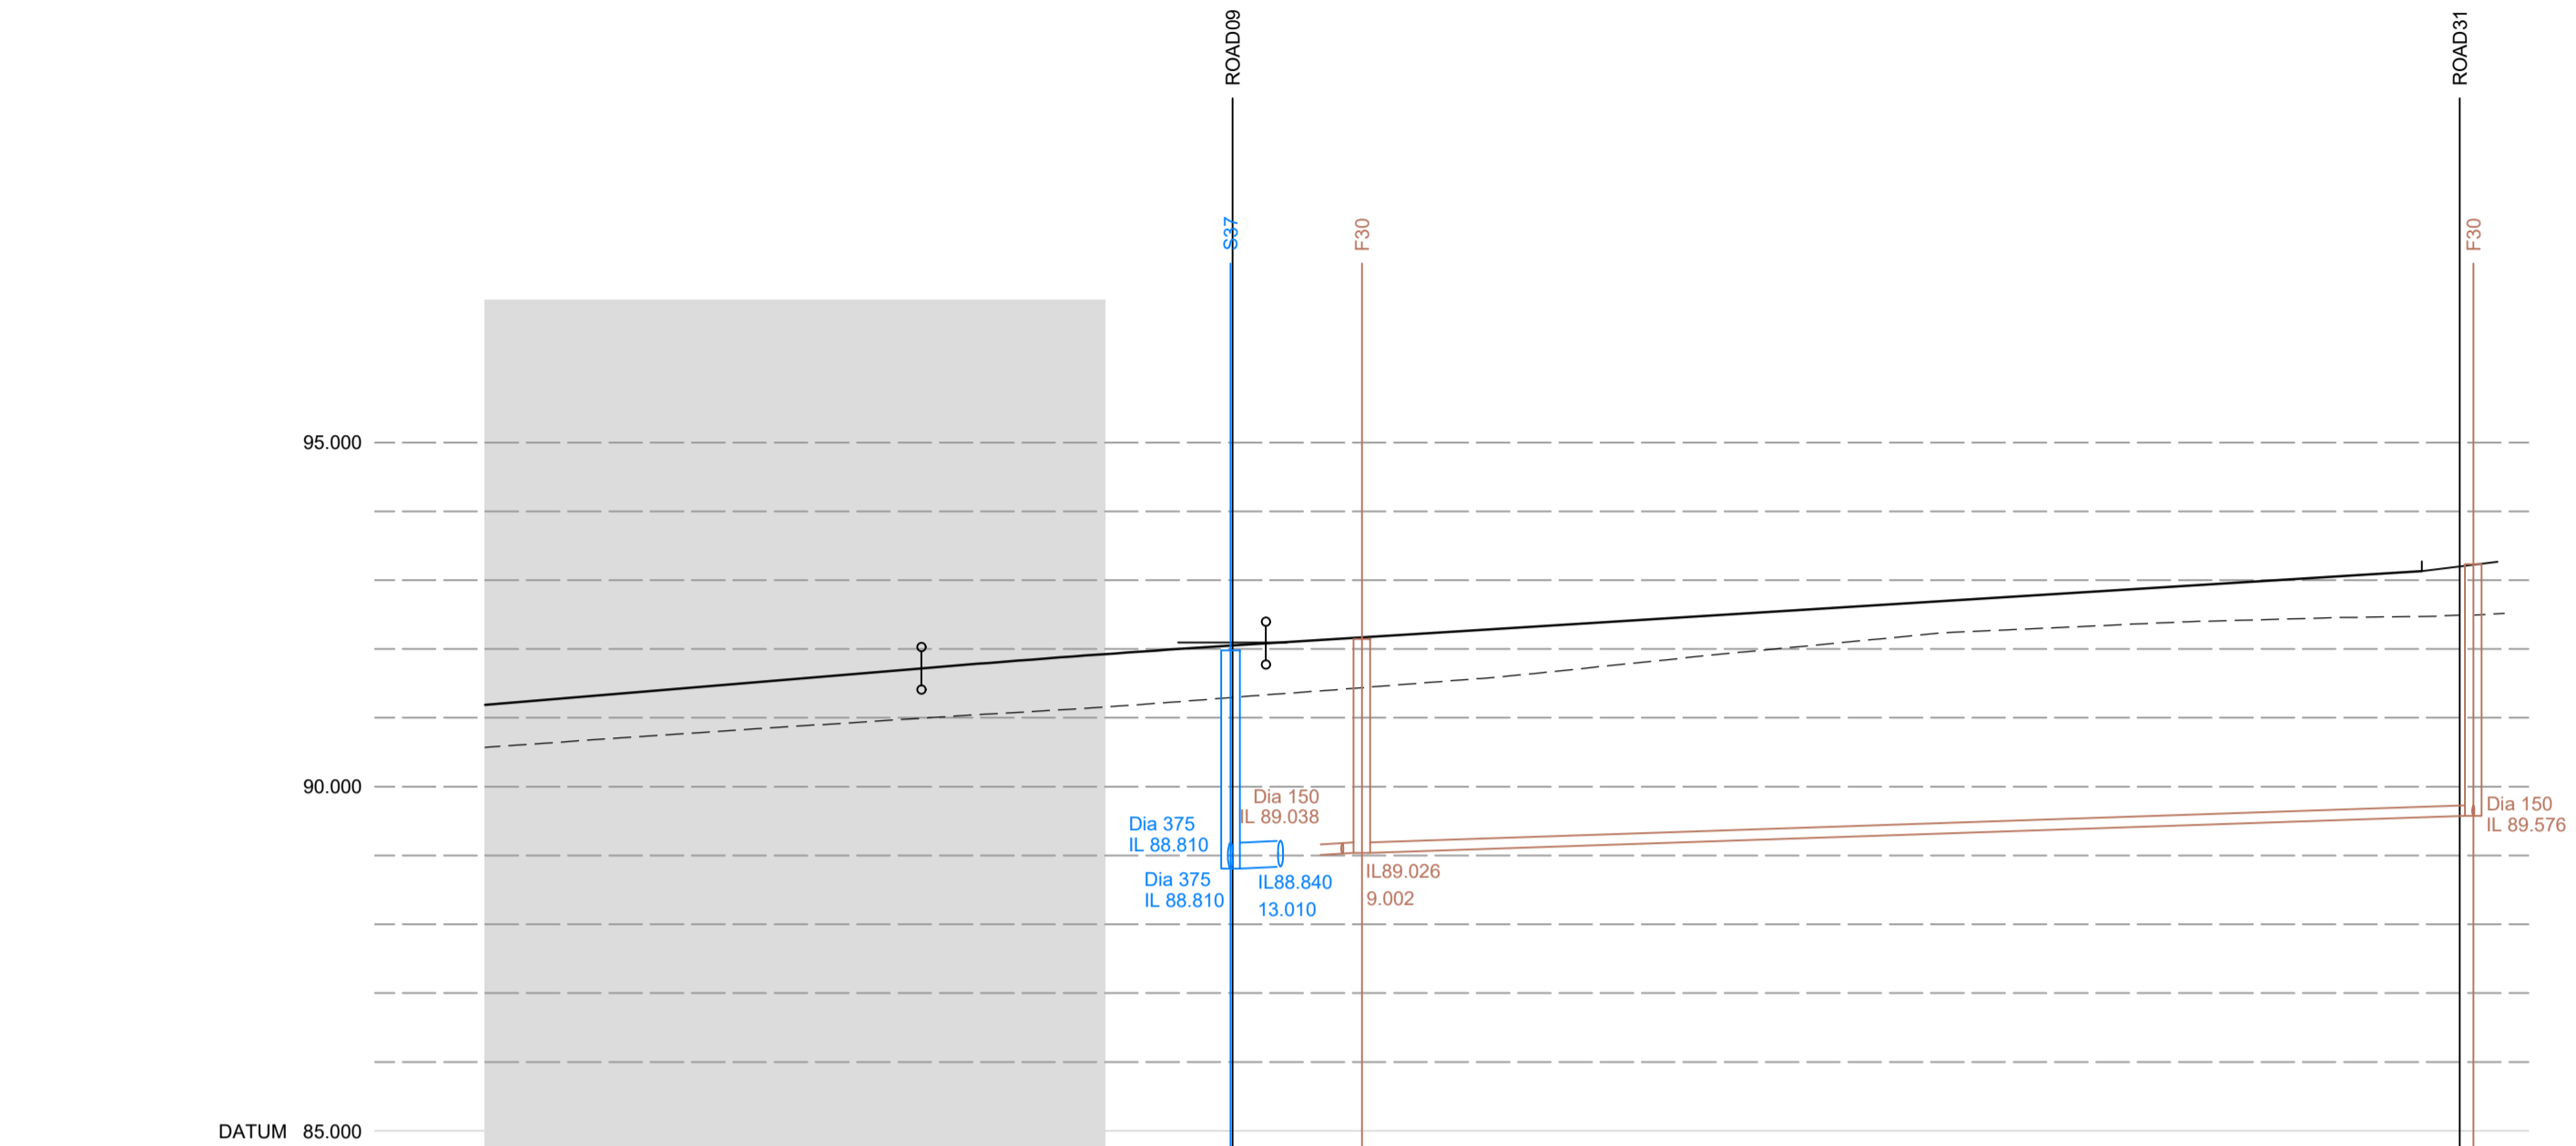 ROAD09
ROAD31
S37
F30
F30
95.000
90.000
Dia 150
IL 89.038
Dia 150
IL 89.576
Dia 375
IL 88.810
Dia 375
IL 88.810
IL88.840
13.010
IL89.026
9.002
DATUM 85.000